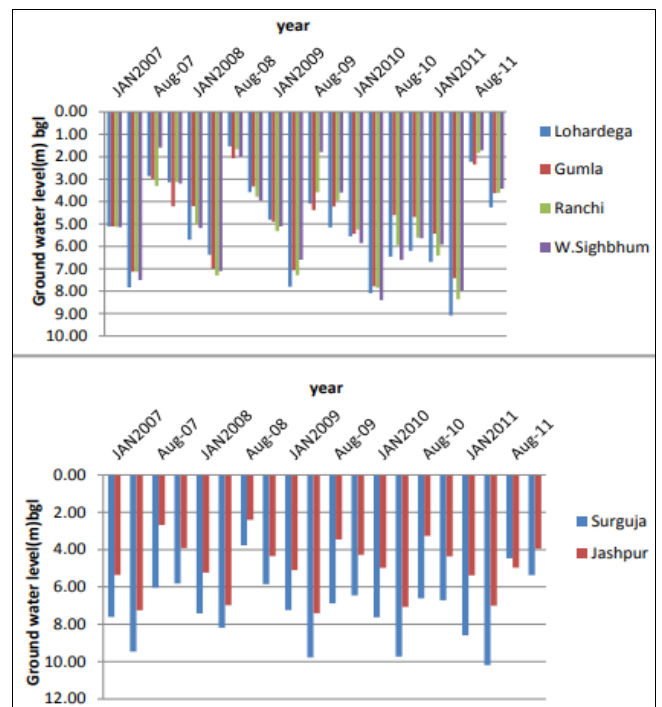 year
JAN2007
Aug-07
JAN2008
Aug-08
JAN2009
Aug-09
JAN2010
Aug-10
JAN2011
Aug-11
Ground water level(m) bgl
0.00
1.00
2.00
3.00
4.00
5.00
6.00
7.00
8.00
9.00
10.00
Lohardega
Gumla
Ranchi
W.Sighbhum
year
JAN2007
Aug-07
JAN2008
Aug-08
JAN2009
Aug-09
JAN2010
Aug-10
JAN2011
Aug-11
Ground water level(m)bgl
0.00
2.00
4.00
6.00
8.00
10.00
12.00
Surguja
Jashpur